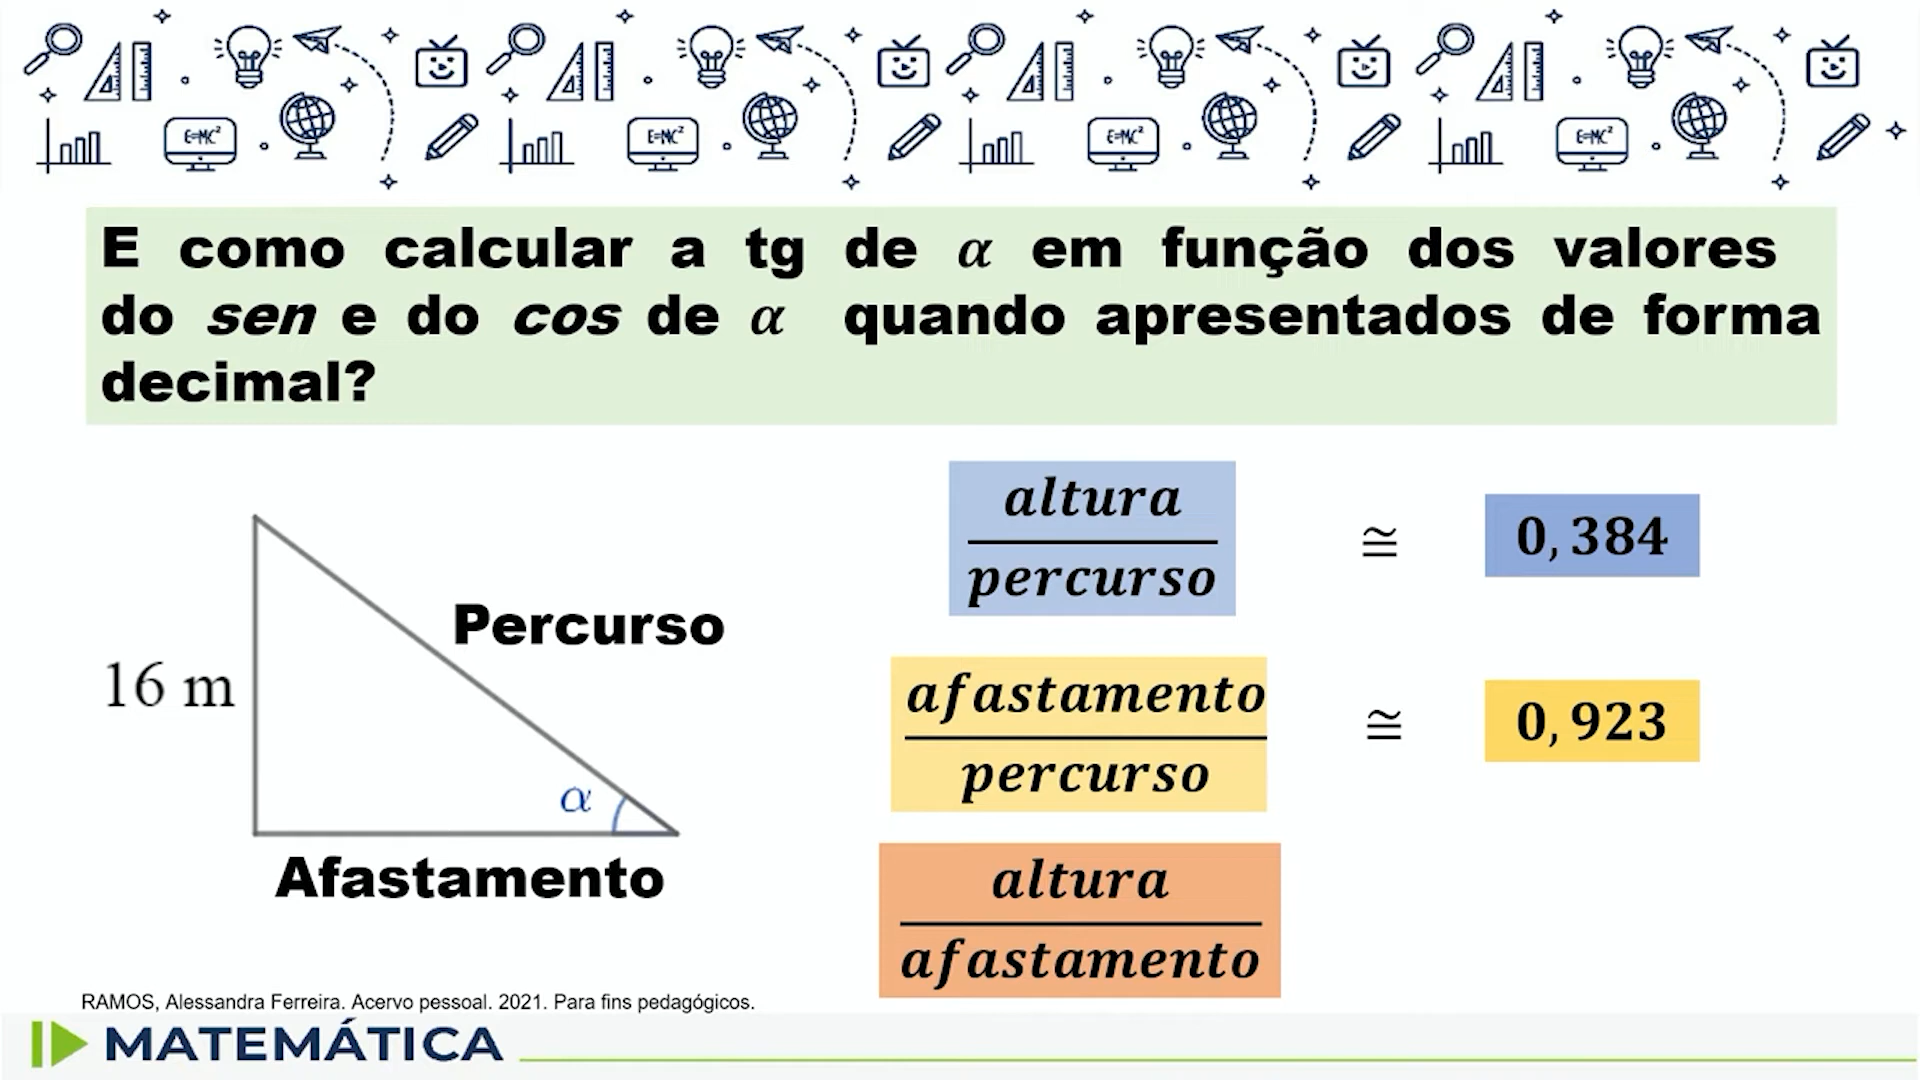 E=MC²
E=MC²
E=MC²
E=MC²
E como calcular a tg de α em função dos valores
do sen e do cos de α quando apresentados de forma
decimal?
altura
percurso
≅
0,384
Percurso
16 m
afastamento
percurso
≅
0,923
α
Afastamento
altura
afastamento
RAMOS, Alessandra Ferreira. Acervo pessoal. 2021. Para fins pedagógicos.
MATEMÁTICA